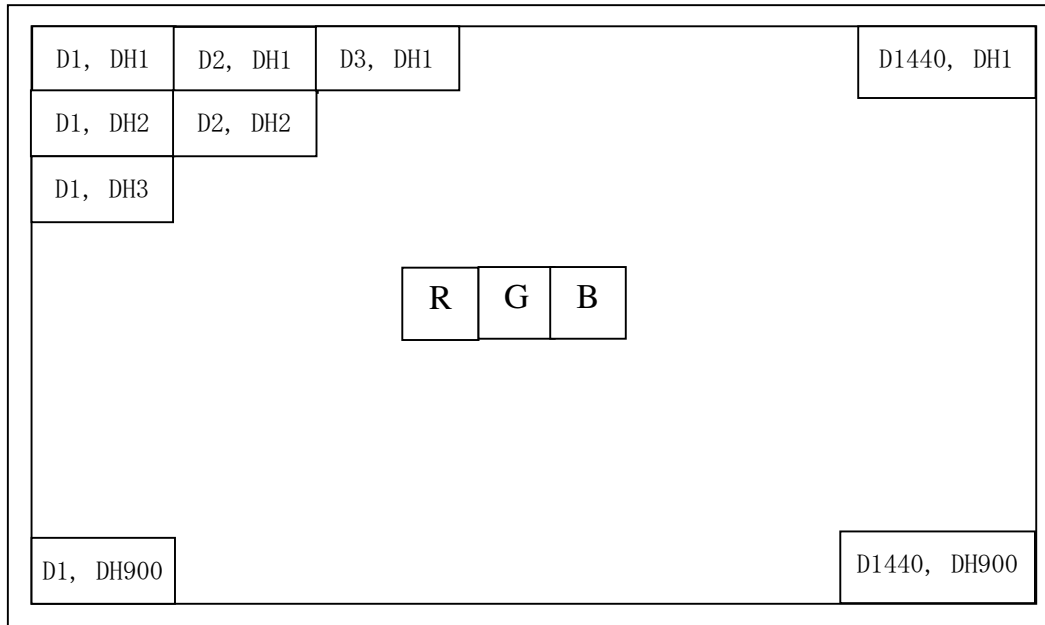 D1, DH1 D2, DH1 D3, DH1 D1440, DH1
D1, DH2 D2, DH2
D1, DH3
R G B
D1, DH900 D1440, DH900